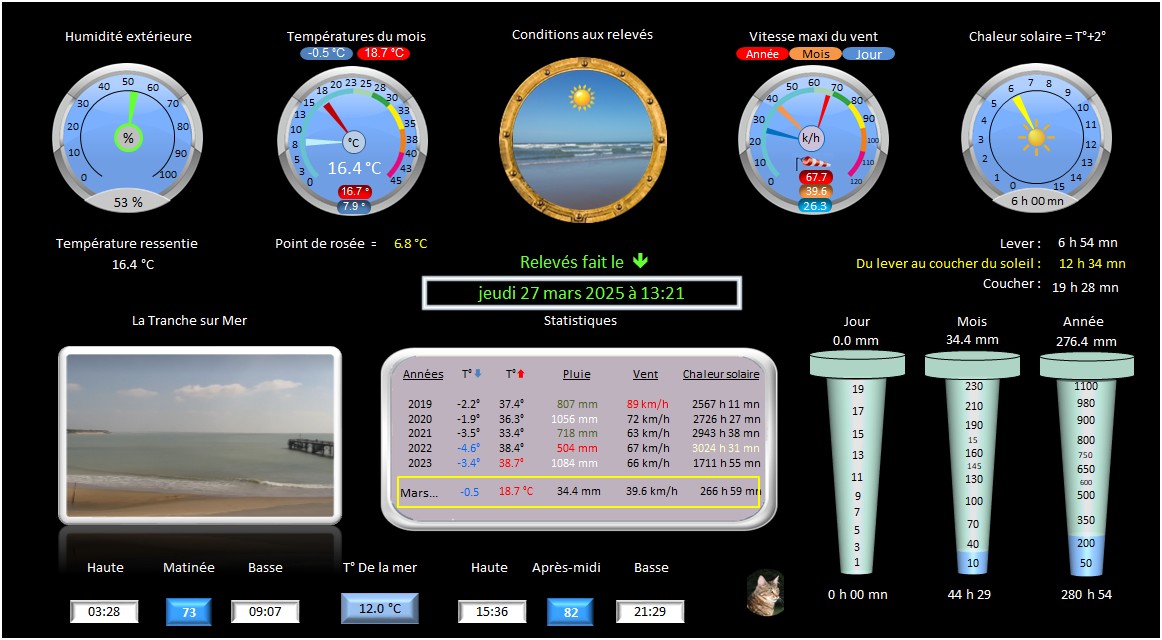 Humidité extérieure
Températures du mois
-0.5 °C 18.7 °C
Conditions aux relevés
Vitesse maxi du vent
Année Mois Jour
Chaleur solaire = T°+2°
0 10 20 30 40 50 60 70 80 90 100
%
53 %
0 3 5 8 10 13 15 18 20 23 25 28 30 33 35 38 40 43 45
°C
16.4 °C
16.7 °
7.9 °
0 10 20 30 40 50 60 70 80 90 100 110 120
k/h
67.7
39.6
26.3
0 1 2 3 4 5 6 7 8 9 10 11 12 13 14 15
6 h 00 mn
Température ressentie
16.4 °C
Point de rosée = 6.8 °C
Relevés fait le
jeudi 27 mars 2025 à 13:21
Lever : 6 h 54 mn
Du lever au coucher du soleil : 12 h 34 mn
Coucher : 19 h 28 mn
La Tranche sur Mer
Statistiques
Années T° T° Pluie Vent Chaleur solaire
2019 -2.2° 37.4° 807 mm 89 km/h 2567 h 11 mn
2020 -1.9° 36.3° 1056 mm 72 km/h 2726 h 27 mn
2021 -3.5° 33.4° 718 mm 63 km/h 2943 h 38 mn
2022 -4.6° 38.4° 504 mm 67 km/h 3024 h 31 mn
2023 -3.4° 38.7° 1084 mm 66 km/h 1711 h 55 mn
Mars... -0.5 18.7 °C 34.4 mm 39.6 km/h 266 h 59 mn
Jour
0.0 mm
19
17
15
13
11
9
7
5
3
1
0 h 00 mn
Mois
34.4 mm
230
210
190
15
160
145
130
100
70
40
10
44 h 29
Année
276.4 mm
1100
980
900
800
750
650
600
500
350
200
50
280 h 54
Haute Matinée Basse
03:28 73 09:07
T° De la mer
12.0 °C
Haute Après-midi Basse
15:36 82 21:29